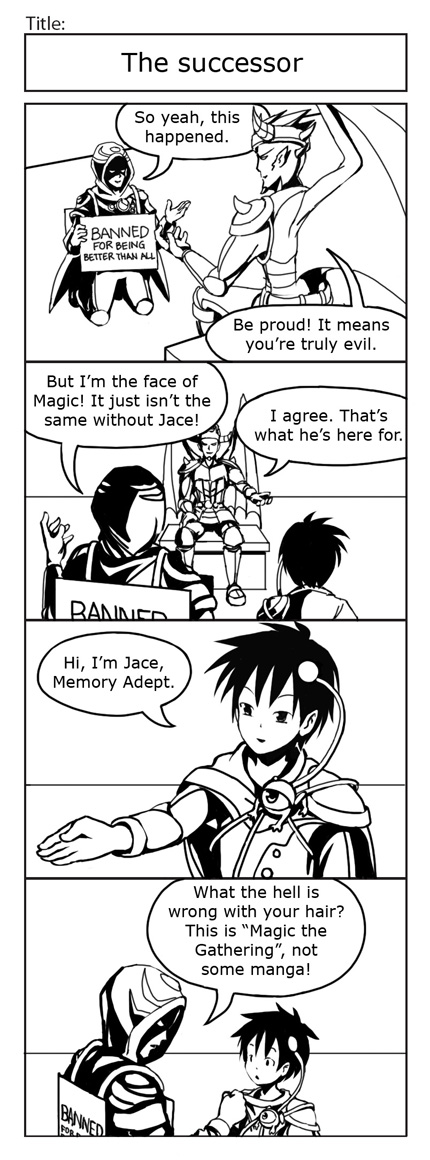 Title:
The successor
So yeah, this
happened.
BANNED
FOR BEING
BETTER THAN ALL
Be proud! It means
you're truly evil.
But I'm the face of
Magic! It just isn't the
same without Jace!
I agree. That's
what he's here for.
BANNED
Hi, I'm Jace,
Memory Adept.
What the hell is
wrong with your hair?
This is “Magic the
Gathering”, not
some manga!
BANNED
FOR BEING